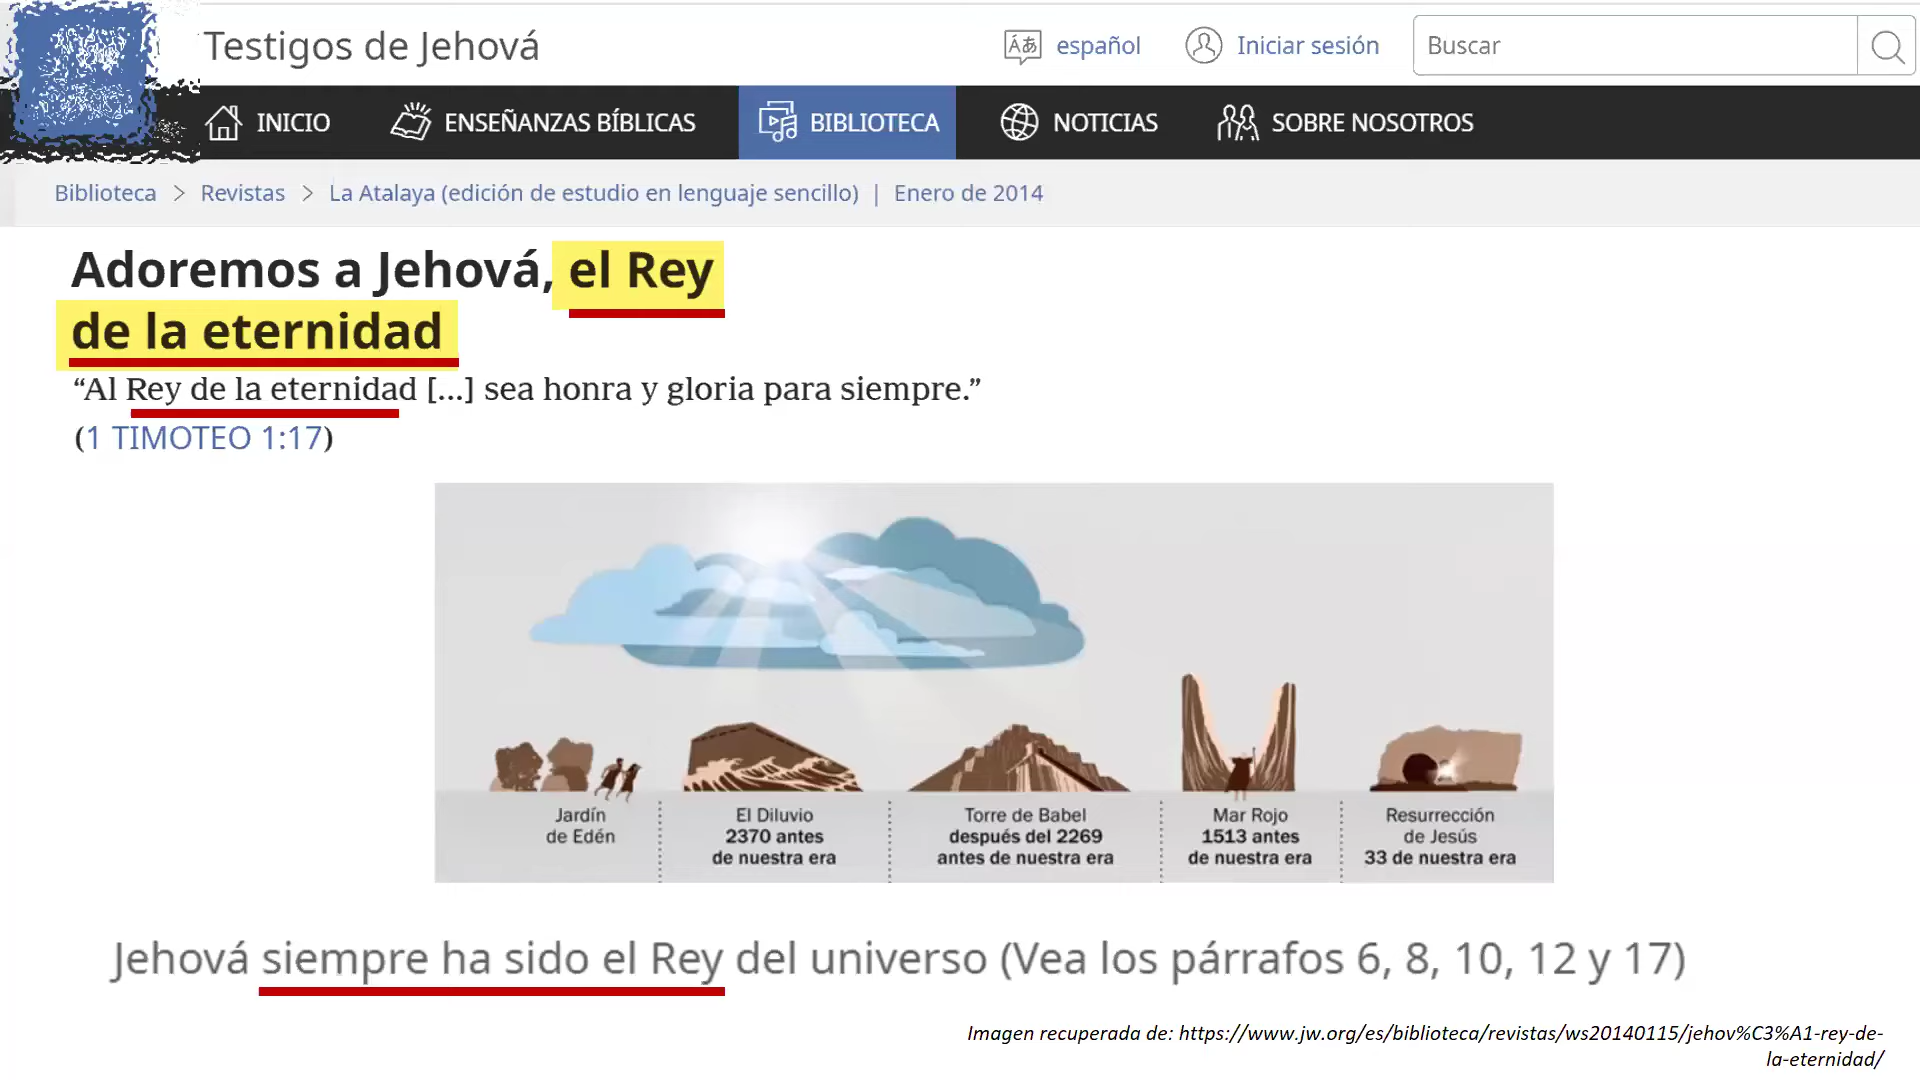 Testigos de Jehová
español
Iniciar sesión
Buscar
INICIO
ENSEÑANZAS BÍBLICAS
BIBLIOTECA
NOTICIAS
SOBRE NOSOTROS
Biblioteca > Revistas > La Atalaya (edición de estudio en lenguaje sencillo) | Enero de 2014
Adoremos a Jehová, el Rey
de la eternidad
“Al Rey de la eternidad [...] sea honra y gloria para siempre.”
(1 TIMOTEO 1:17)
Jardín
de Edén
El Diluvio
2370 antes
de nuestra era
Torre de Babel
después del 2269
antes de nuestra era
Mar Rojo
1513 antes
de nuestra era
Resurrección
de Jesús
33 de nuestra era
Jehová siempre ha sido el Rey del universo (Vea los párrafos 6, 8, 10, 12 y 17)
Imagen recuperada de: https://www.jw.org/es/biblioteca/revistas/ws20140115/jehov%C3%A1-rey-de-
la-eternidad/